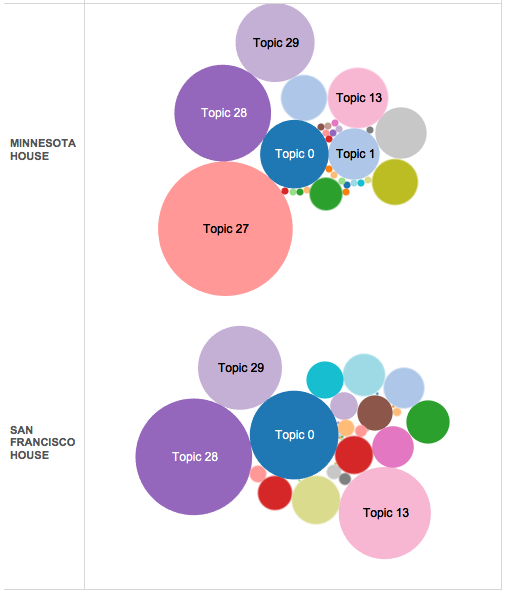 Topic 29
Topic 28
Topic 13
MINNESOTA
HOUSE
Topic 0
Topic 1
Topic 27
Topic 29
SAN
FRANCISCO
HOUSE
Topic 0
Topic 28
Topic 13